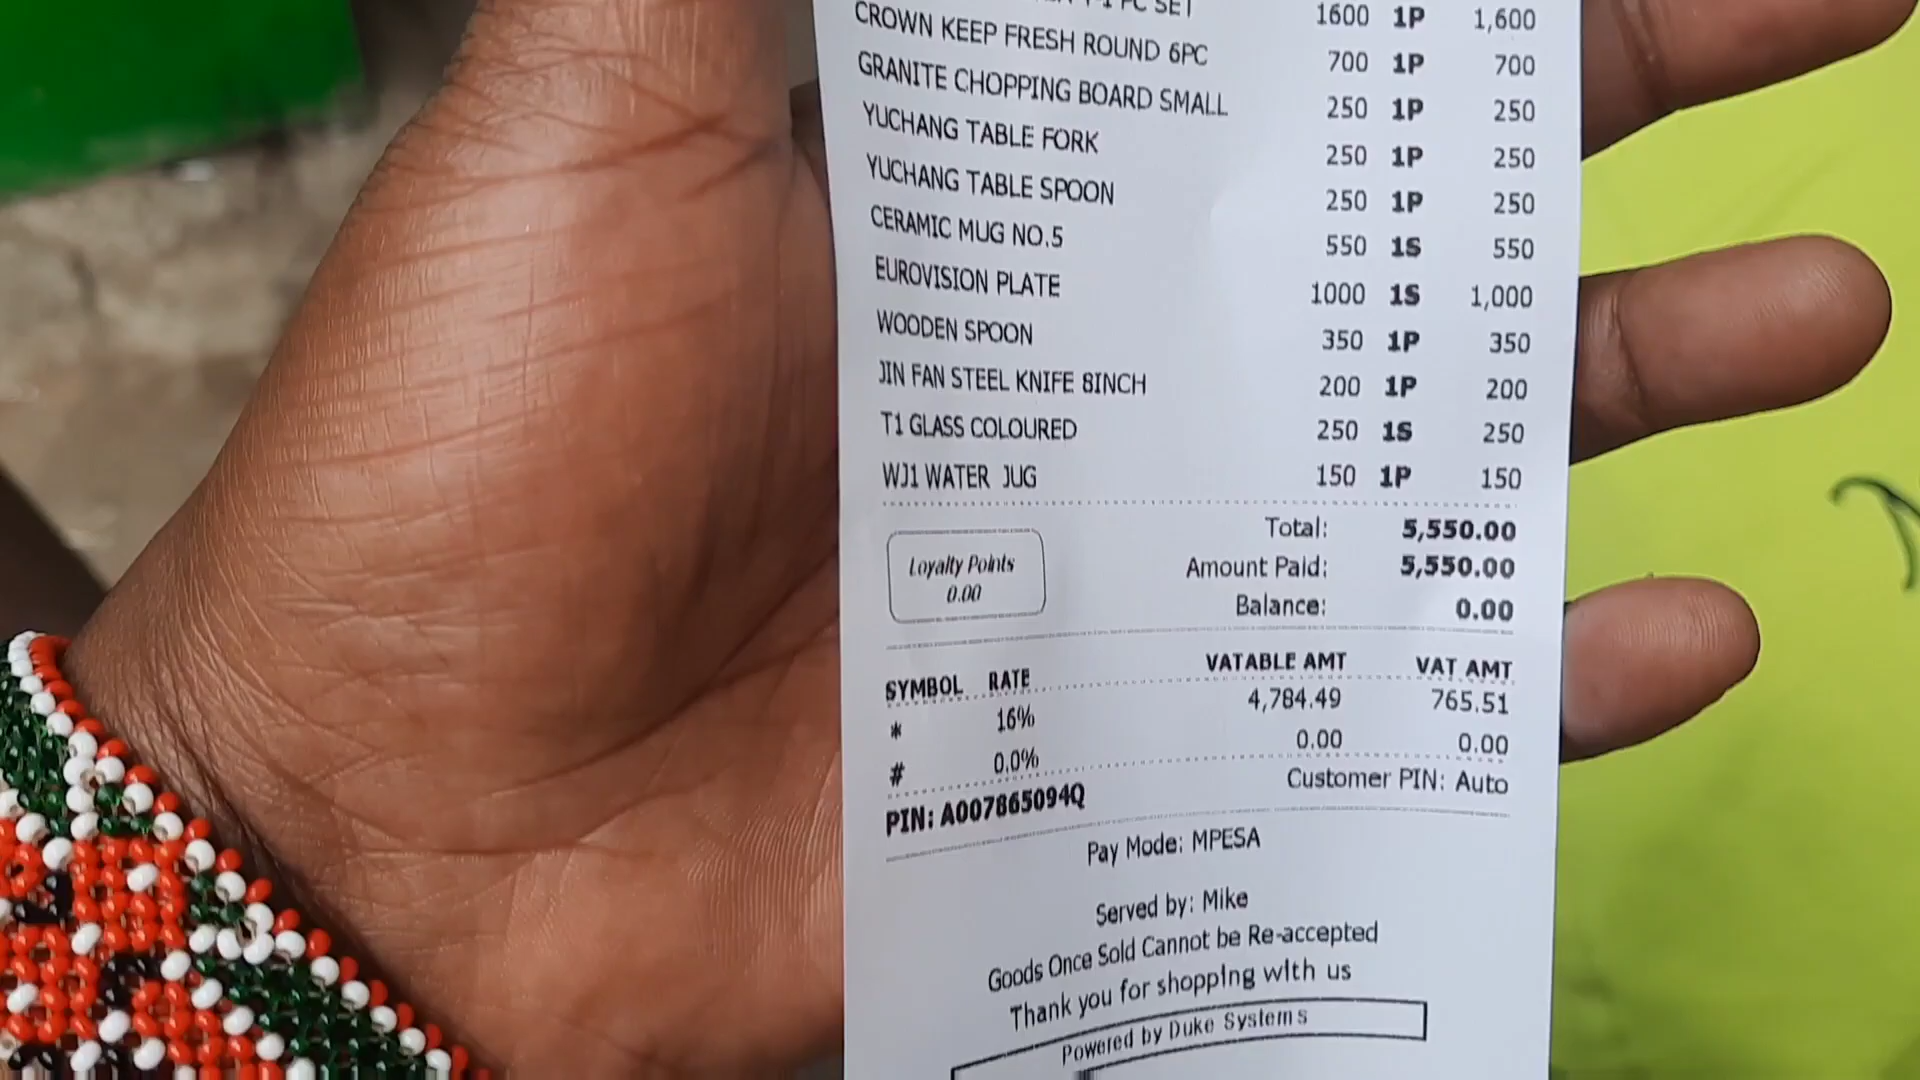 PC SET 1600 1P 1,600
CROWN KEEP FRESH ROUND 6PC 700 1P 700
GRANITE CHOPPING BOARD SMALL 250 1P 250
YUCHANG TABLE FORK 250 1P 250
YUCHANG TABLE SPOON 250 1P 250
CERAMIC MUG NO.5 550 1S 550
EUROVISION PLATE 1000 1S 1,000
WOODEN SPOON 350 1P 350
JIN FAN STEEL KNIFE 8INCH 200 1P 200
T1 GLASS COLOURED 250 1S 250
WJ1 WATER JUG 150 1P 150
Total: 5,550.00
Loyalty Points
0.00
Amount Paid: 5,550.00
Balance: 0.00
SYMBOL RATE VATABLE AMT VAT AMT
* 16% 4,784.49 765.51
# 0.0% 0.00 0.00
PIN: A007865094Q Customer PIN: Auto
Pay Mode: MPESA
Served by: Mike
Goods Once Sold Cannot be Re-accepted
Thank you for shopping with us
Powered by Duke Systems